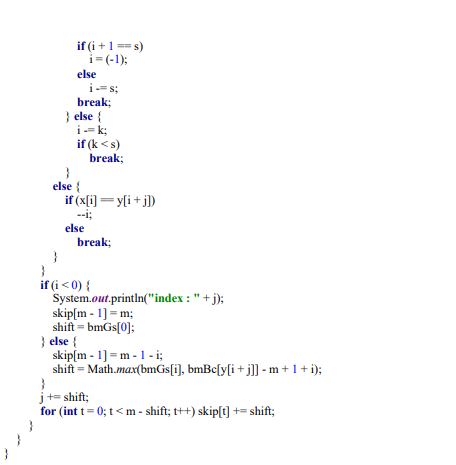 if (i + 1 == s)
i = (-1);
else
i -= s;
break;
} else {
i -= k;
if (k < s)
break;
}
else {
if (x[i] == y[i + j])
--i;
else
break;
}
}
if (i < 0) {
System.out.println("index : " + j);
skip[m - 1] = m;
shift = bmGs[0];
} else {
skip[m - 1] = m - 1 - i;
shift = Math.max(bmGs[i], bmBc[y[i + j]] - m + 1 + i);
}
j += shift;
for (int t = 0; t < m - shift; t++) skip[t] += shift;
}
}
}